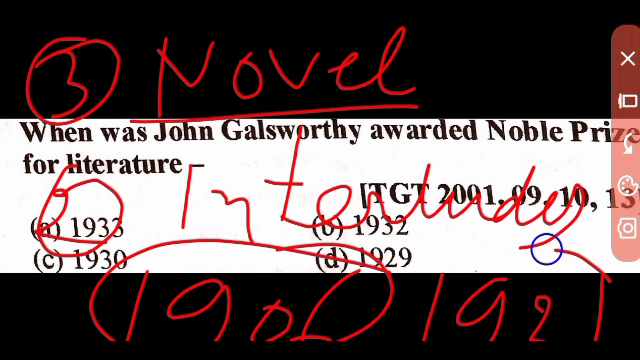 ③ Novel
When was John Galsworthy awarded Noble Prize
for literature –
[TGT 2001, 09, 10, 13
② Interludes
(a) 1933 (b) 1932
(c) 1930 (d) 1929
(1906) 1921